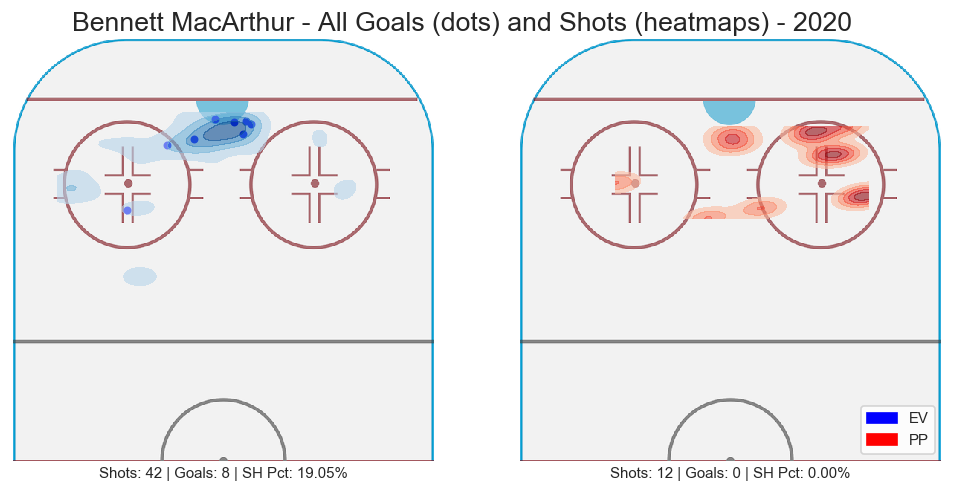 Bennett MacArthur - All Goals (dots) and Shots (heatmaps) - 2020
EV
PP
Shots: 42 | Goals: 8 | SH Pct: 19.05%
Shots: 12 | Goals: 0 | SH Pct: 0.00%